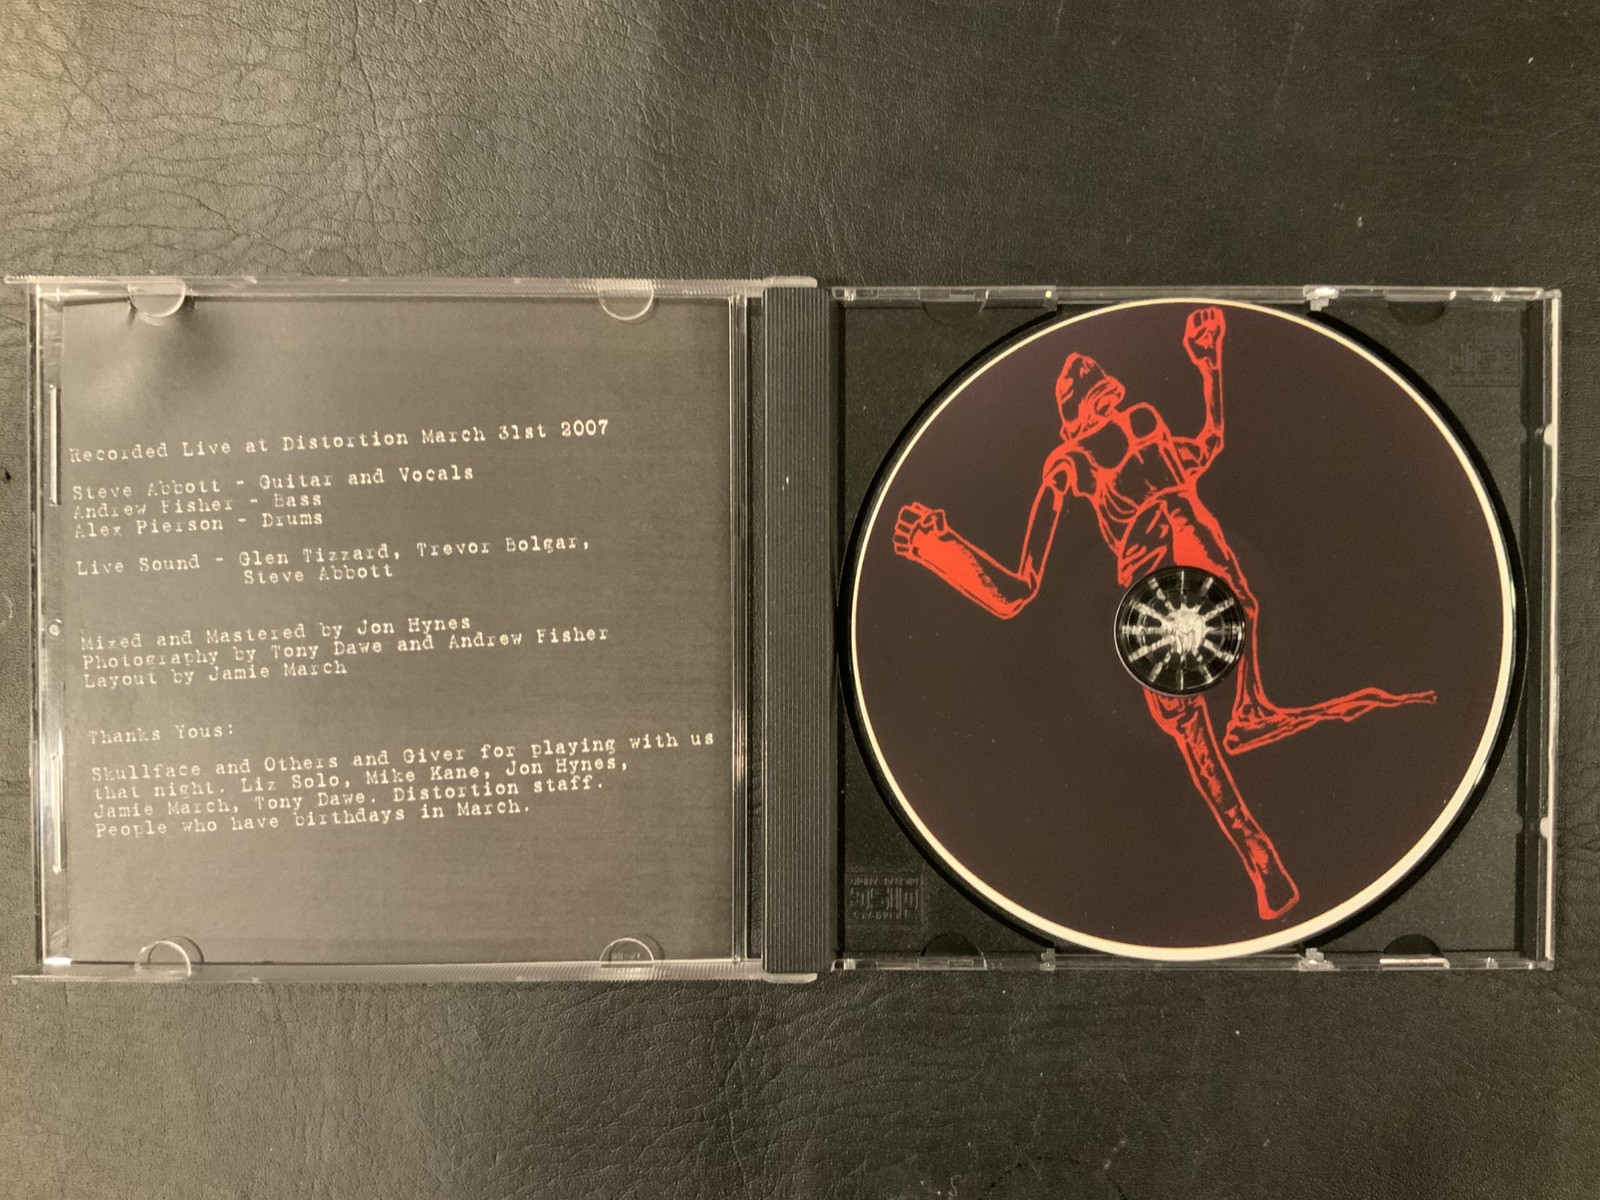 Recorded Live at Distortion March 31st 2007
Steve Abbott - Guitar and Vocals
Andrew Fisher - Bass
Alex Pierson - Drums
Live Sound - Glen Tizzard, Trevor Bolgar,
Steve Abbott
Mixed and Mastered by Jon Hynes
Photography by Tony Dawe and Andrew Fisher
Layout by Jamie March
Thanks Yous:
Skullface and Others and Giver for playing with us
that night. Liz Solo, Mike Kane, Jon Hynes,
Jamie March, Tony Dawe. Distortion staff.
People who have birthdays in March.